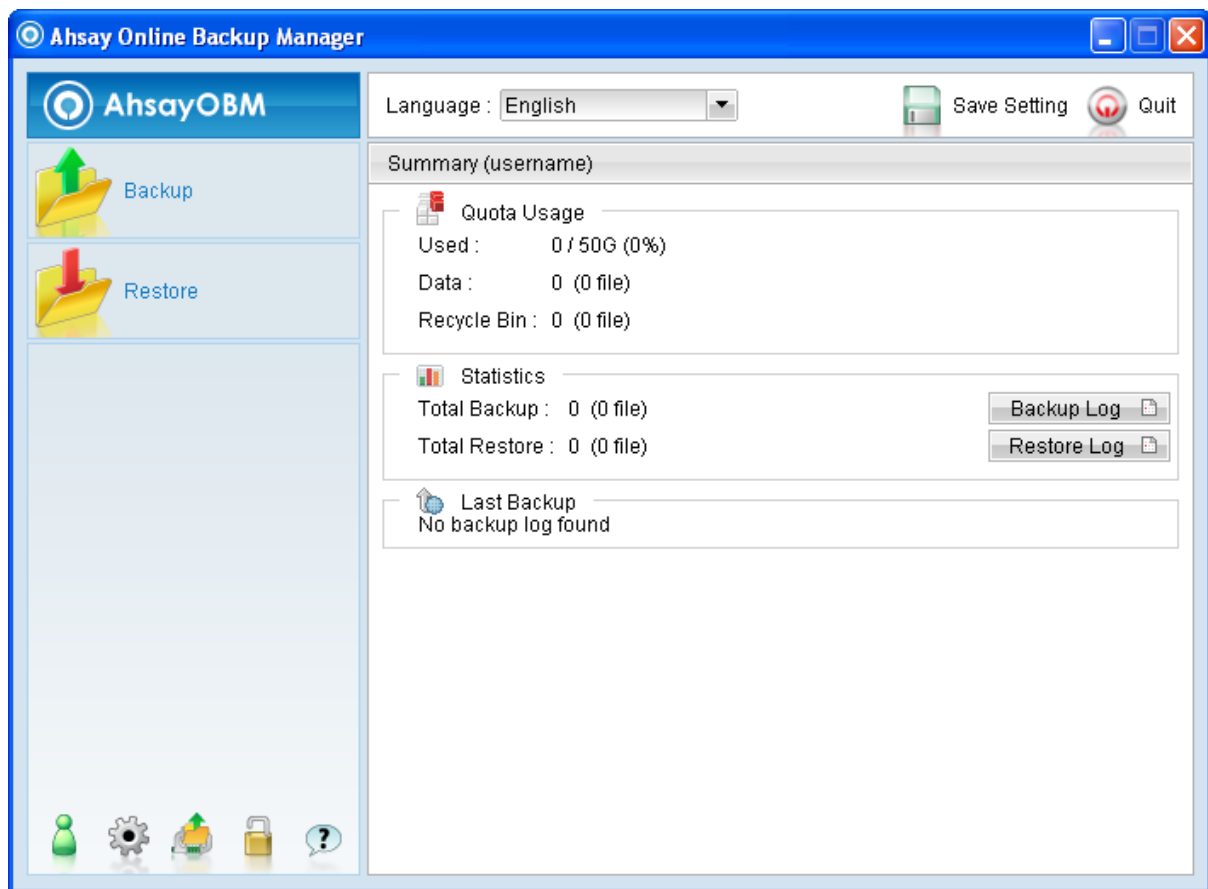 Ahsay Online Backup Manager
AhsayOBM
Language : English
Save Setting
Quit
Backup
Restore
Summary (username)
Quota Usage
Used : 0 / 50G (0%)
Data : 0 (0 file)
Recycle Bin : 0 (0 file)
Statistics
Total Backup : 0 (0 file)
Backup Log
Total Restore : 0 (0 file)
Restore Log
Last Backup
No backup log found
?